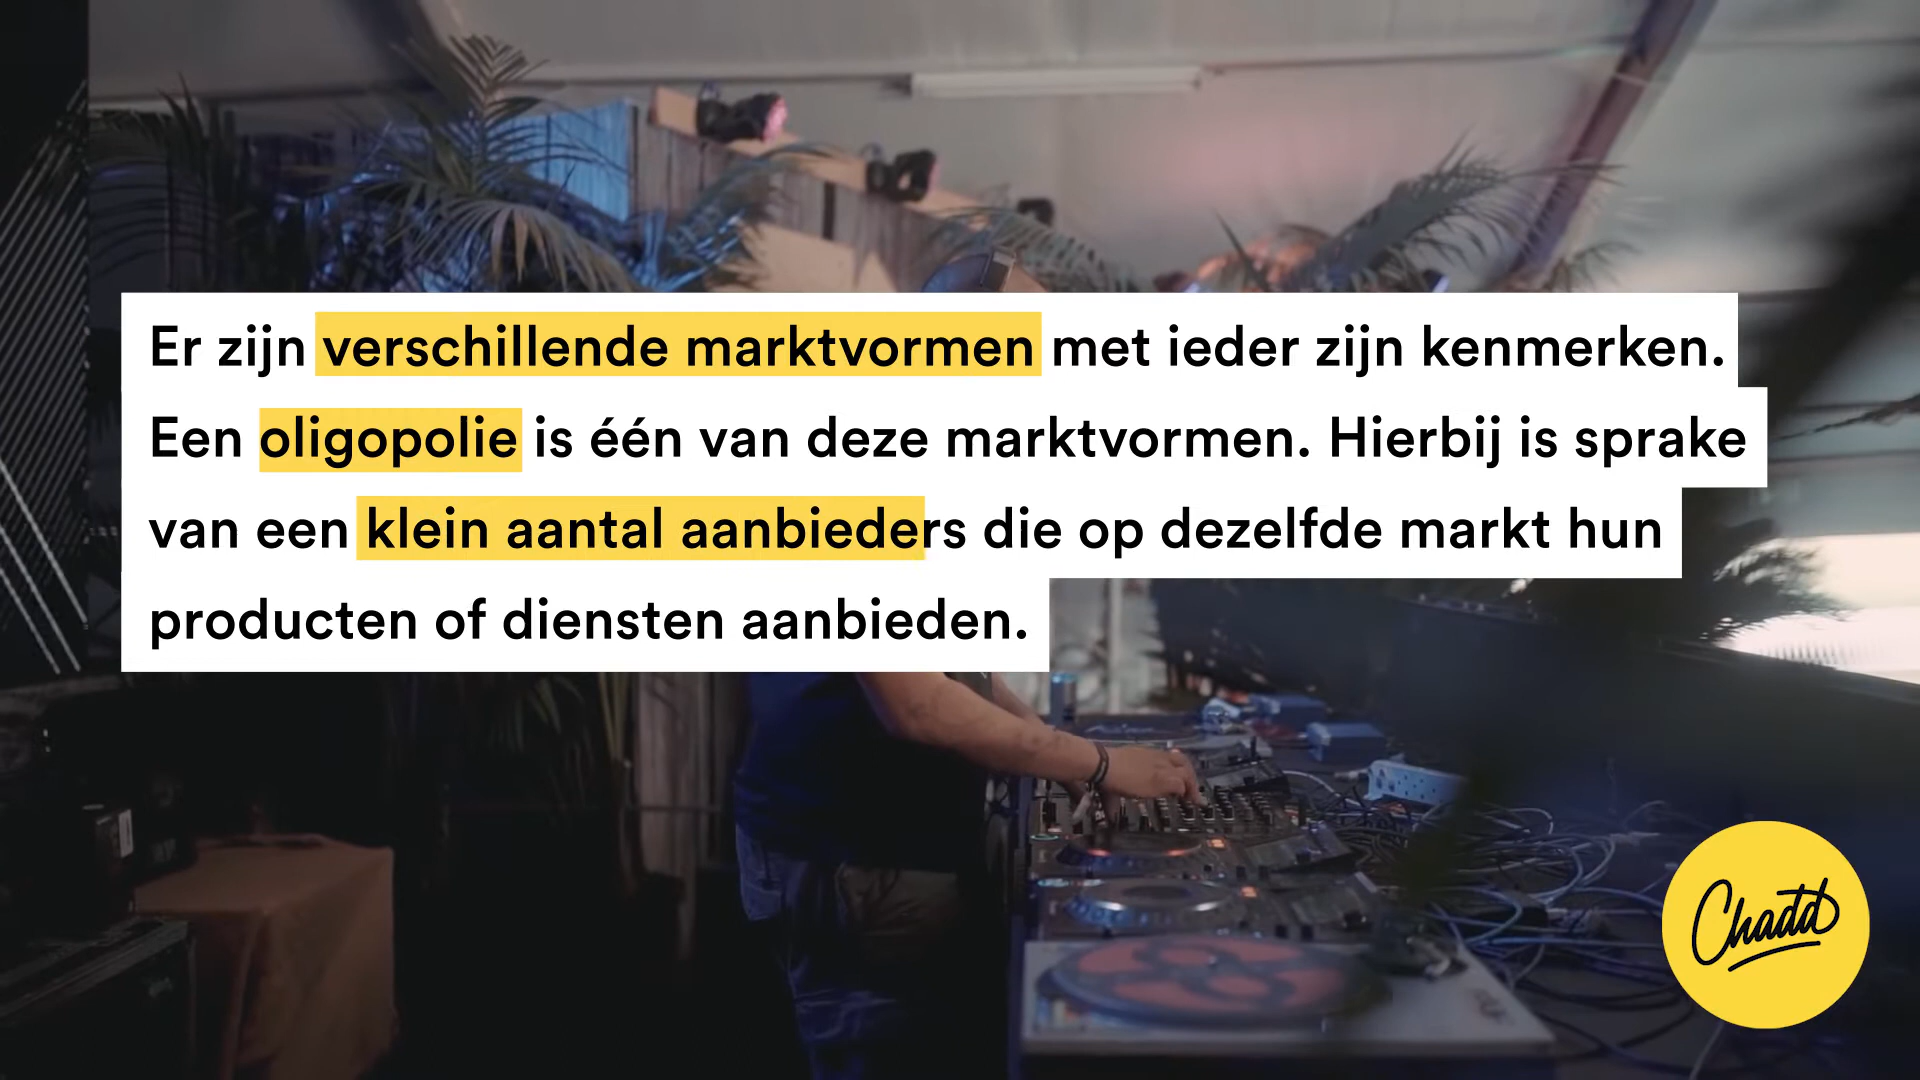 Er zijn verschillende marktvormen met ieder zijn kenmerken.
Een oligopolie is één van deze marktvormen. Hierbij is sprake
van een klein aantal aanbieders die op dezelfde markt hun
producten of diensten aanbieden.
Chadd